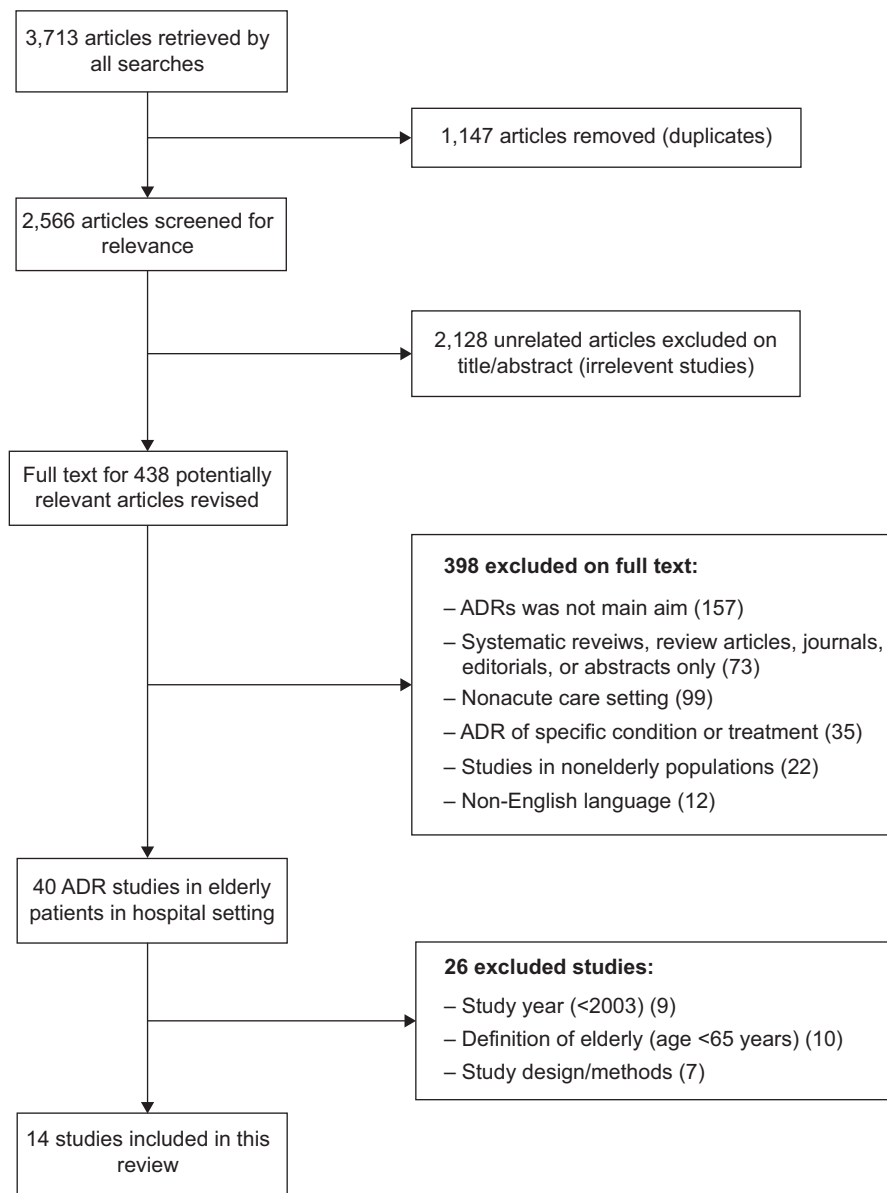 3,713 articles retrieved by
all searches
1,147 articles removed (duplicates)
2,566 articles screened for
relevance
2,128 unrelated articles excluded on
title/abstract (irrelevent studies)
Full text for 438 potentially
relevant articles revised
398 excluded on full text:
– ADRs was not main aim (157)
– Systematic reveiws, review articles, journals,
editorials, or abstracts only (73)
– Nonacute care setting (99)
– ADR of specific condition or treatment (35)
– Studies in nonelderly populations (22)
– Non-English language (12)
40 ADR studies in elderly
patients in hospital setting
26 excluded studies:
– Study year (<2003) (9)
– Definition of elderly (age <65 years) (10)
– Study design/methods (7)
14 studies included in this
review